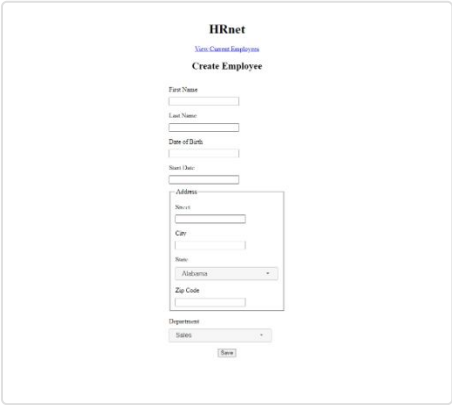 HRnet
View Current Employees
Create Employee
First Name
Last Name
Date of Birth
Start Date
Address
Street
City
State
Alabama
Zip Code
Department
Sales
Save